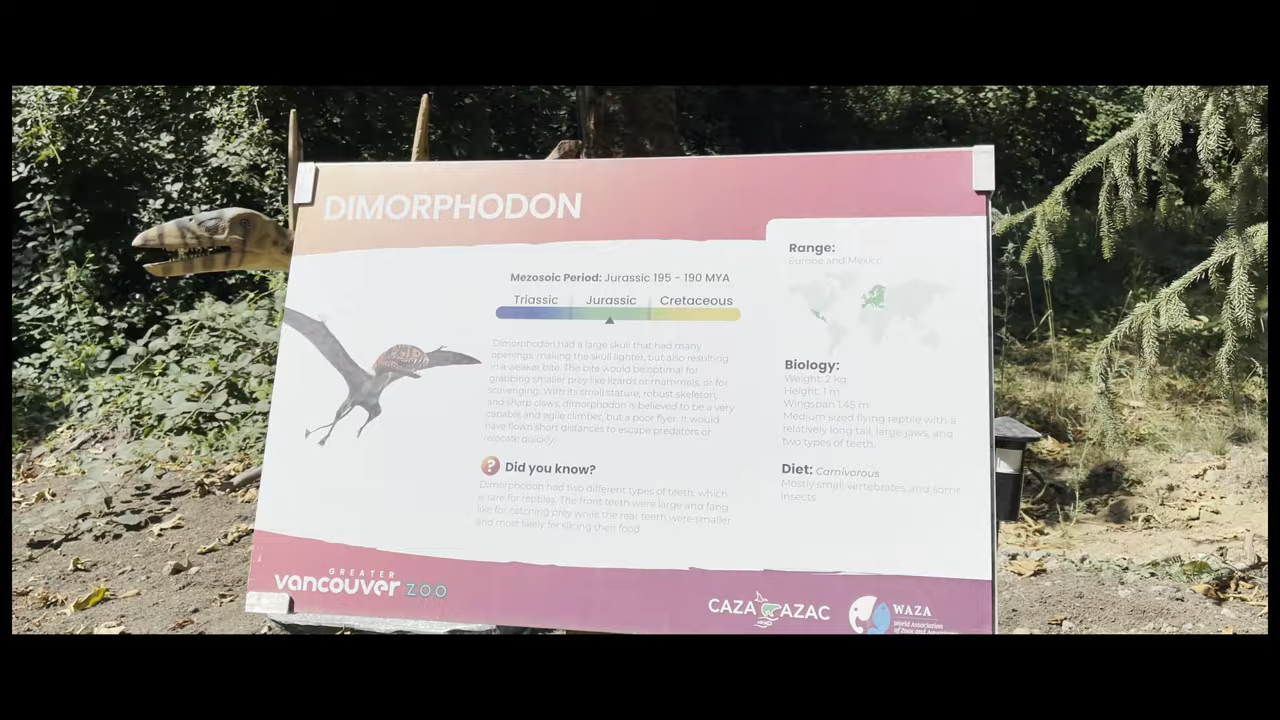 DIMORPHODON
Mezosoic Period: Jurassic 195 - 190 MYA
Triassic Jurassic Cretaceous
Dimorphodon had a large skull that had many
openings, making the skull lighter, but also resulting
in a weaker bite. The bite would be optimal for
grabbing smaller prey like lizards or mammals, or for
scavenging. With its small stature, robust skeleton,
and sharp claws, dimorphodon is believed to be a very
capable and agile climber, but a poor flyer. It would
have flown short distances to escape predators or
relocate quickly.
? Did you know?
Dimorphodon had two different types of teeth, which
is rare for reptiles. The front teeth were large and fang
like for catching prey while the rear teeth were smaller
and most likely for slicing their food.
Range:
Europe and Mexico
Biology:
Weight: 2 kg
Height: 1 m
Wingspan 1.45 m
Medium sized flying reptile with a
relatively long tail, large jaws, and
two types of teeth.
Diet: Carnivorous
Mostly small vertebrates and some
insects
GREATER
vancouver ZOO
CAZA AZAC
WAZA
World Association
of Zoos and Aquariums